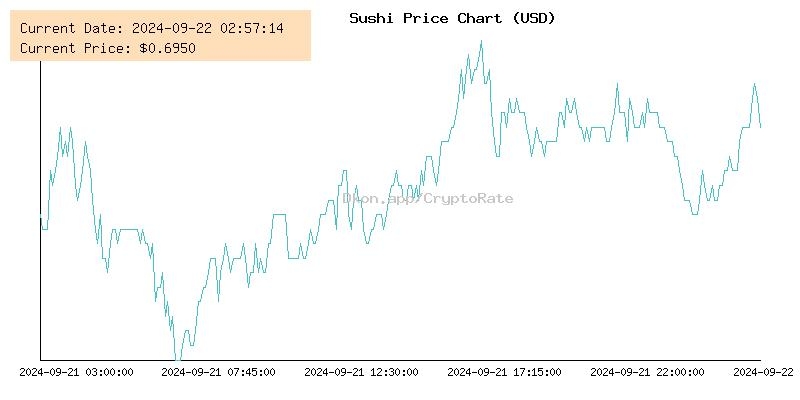 Sushi Price Chart (USD)
Current Date: 2024-09-22 02:57:14
Current Price: $0.6950
Dkon.app/CryptoRate
2024-09-21 03:00:00 2024-09-21 07:45:00 2024-09-21 12:30:00 2024-09-21 17:15:00 2024-09-21 22:00:00 2024-09-22